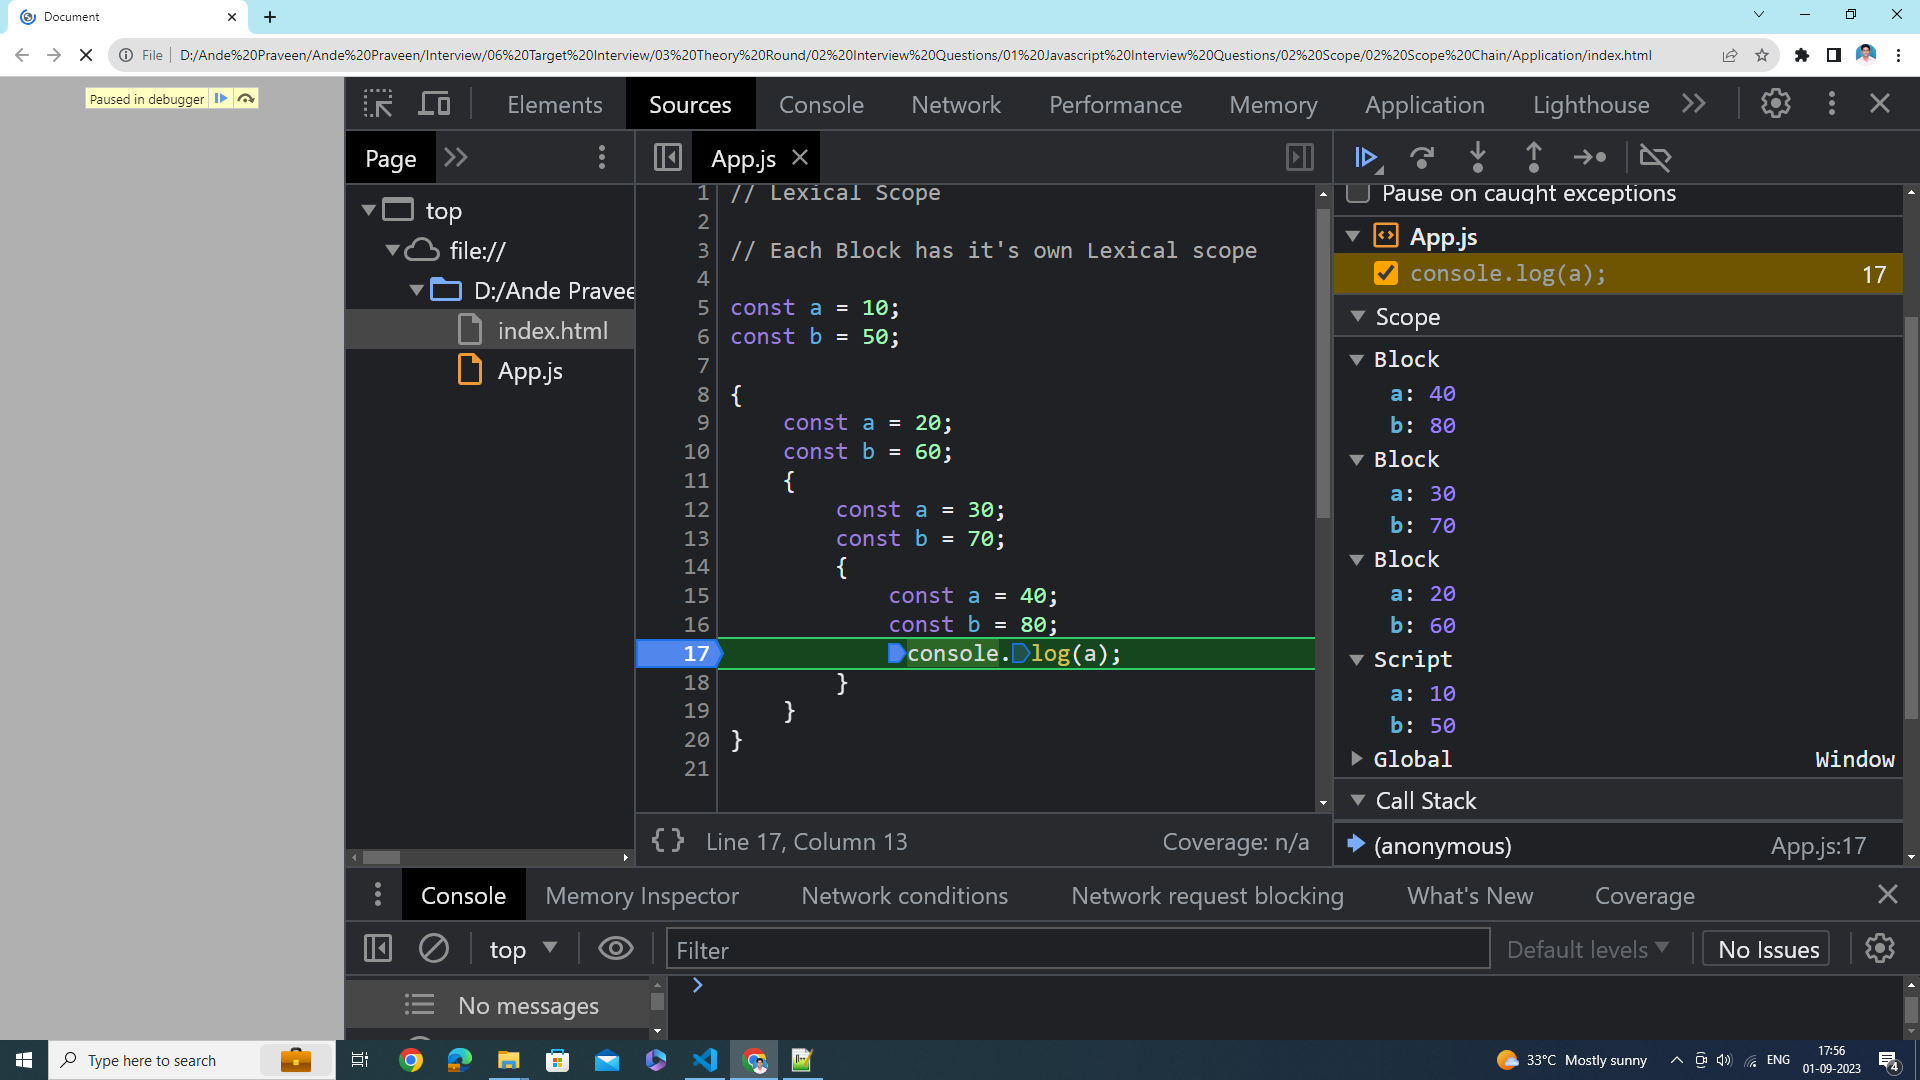 Document
File
D:/Ande%20Praveen/Ande%20Praveen/Interview/06%20Target%20Interview/03%20Theory%20Round/02%20Interview%20Questions/01%20Javascript%20Interview%20Questions/02%20Scope/02%20Scope%20Chain/Application/index.html
Paused in debugger
Elements Sources Console Network Performance Memory Application Lighthouse
Page
top
file://
D:/Ande Pravee
index.html
App.js
App.js
1 // Lexical Scope
2
3 // Each Block has it's own Lexical scope
4
5 const a = 10;
6 const b = 50;
7
8 {
9 const a = 20;
10 const b = 60;
11 {
12 const a = 30;
13 const b = 70;
14 {
15 const a = 40;
16 const b = 80;
17 console.log(a);
18 }
19 }
20 }
21
{ } Line 17, Column 13 Coverage: n/a
Pause on caught exceptions
App.js
console.log(a); 17
Scope
Block
a: 40
b: 80
Block
a: 30
b: 70
Block
a: 20
b: 60
Script
a: 10
b: 50
Global Window
Call Stack
(anonymous) App.js:17
Console Memory Inspector Network conditions Network request blocking What's New Coverage
top Filter Default levels No Issues
No messages
Type here to search
33°C Mostly sunny
ENG
17:56
01-09-2023
4